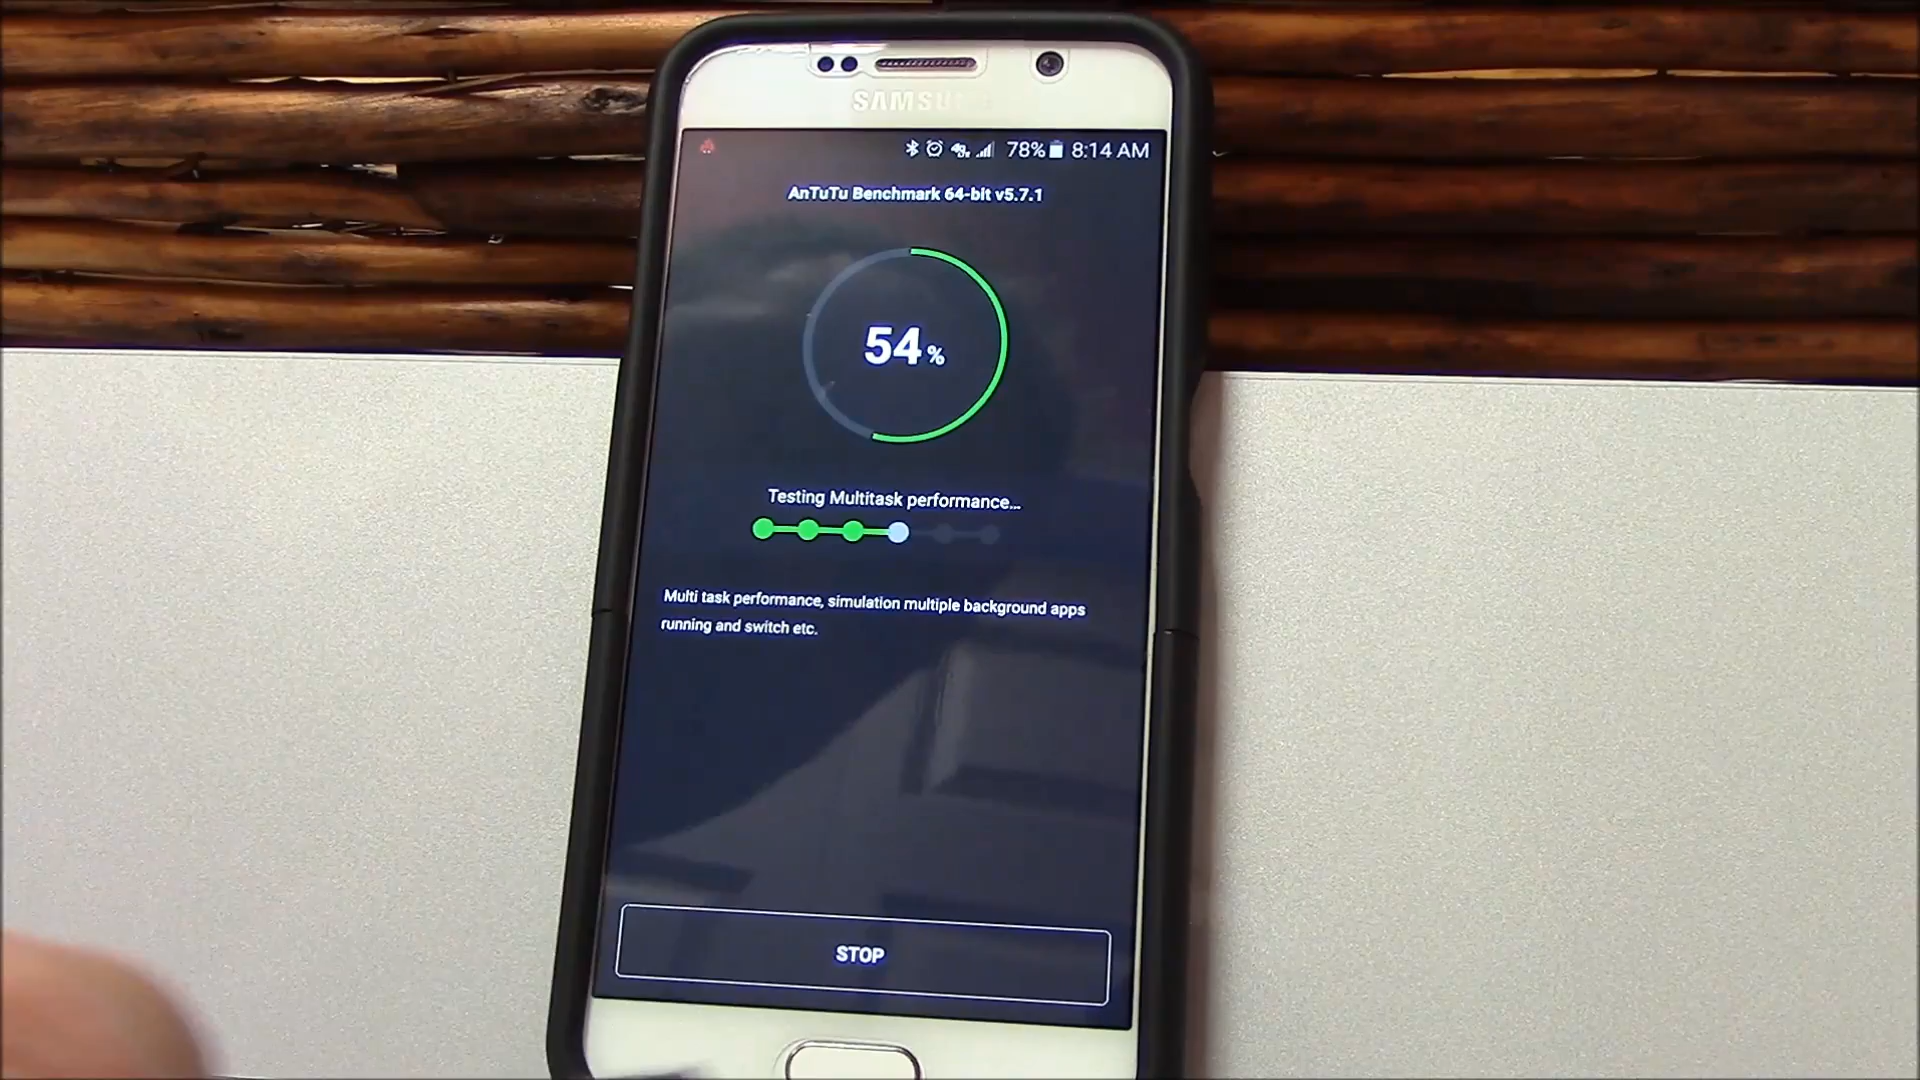 SAMSU
78% 8:14 AM
AnTuTu Benchmark 64-bit v5.7.1
54 %
Testing Multitask performance...
Multi task performance, simulation multiple background apps
running and switch etc.
STOP